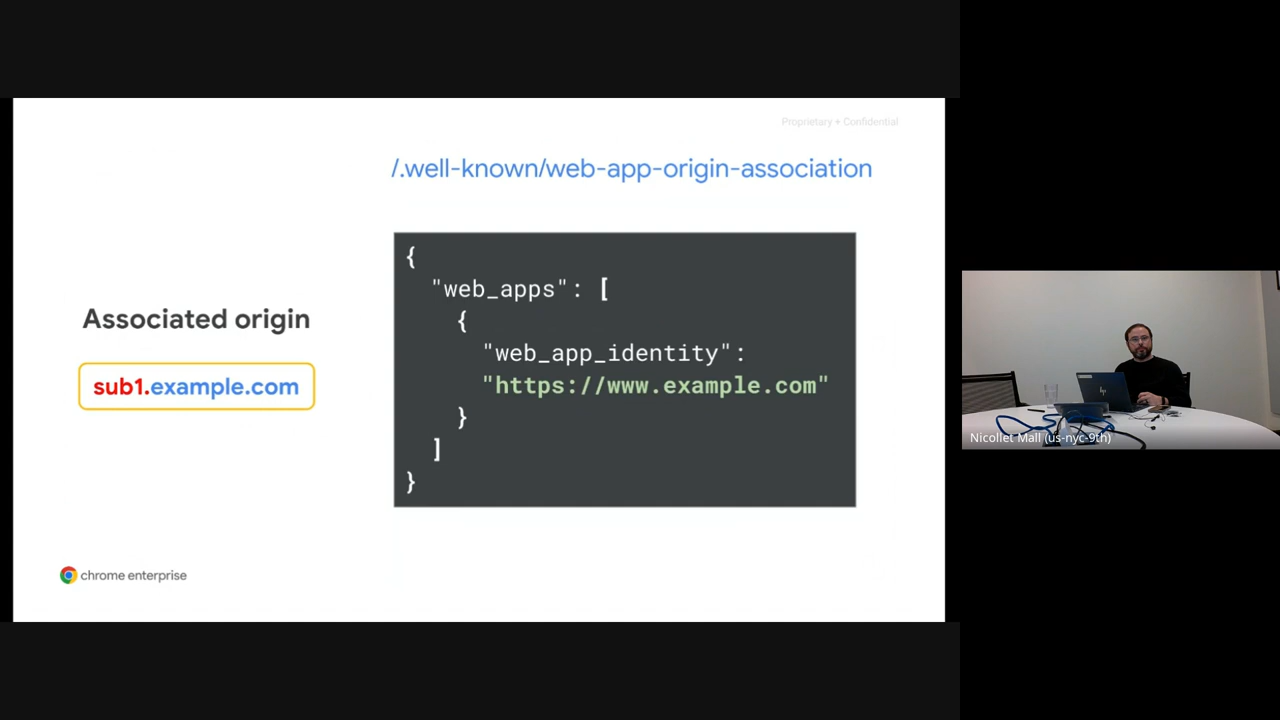 Proprietary + Confidential
/.well-known/web-app-origin-association
Associated origin
sub1.example.com
{
"web_apps": [
{
"web_app_identity":
"https://www.example.com"
}
]
}
chrome enterprise
Nicollet Mall (us-nyc-9th)